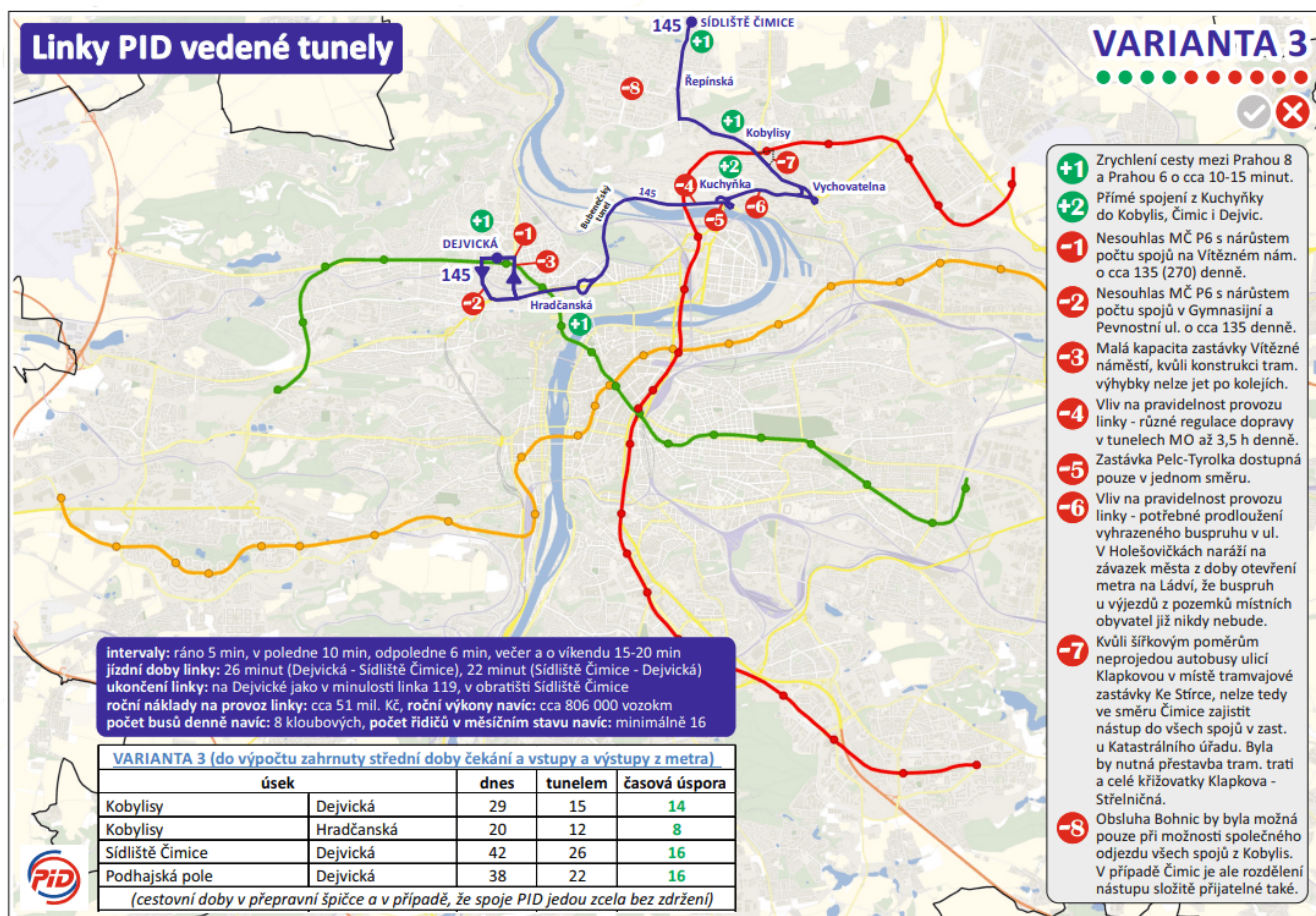 Linky PID vedené tunely
145
SÍDLIŠTĚ ČIMICE
+1
Řepínská
-8
+1
Kobylisy
-7
+2
Kuchyňka
-4
145
-5
-6
Vychovatelna
Bubenečský
tunel
+1
DEJVICKÁ
-1
-3
145
-2
Hradčanská
+1
VARIANTA 3
+1 Zrychlení cesty mezi Prahou 8
a Prahou 6 o cca 10-15 minut.
+2 Přímé spojení z Kuchyňky
do Kobylis, Čimic i Dejvic.
-1 Nesouhlas MČ P6 s nárůstem
počtu spojů na Vítězném nám.
o cca 135 (270) denně.
-2 Nesouhlas MČ P6 s nárůstem
počtu spojů v Gymnasijní a
Pevnostní ul. o cca 135 denně.
-3 Malá kapacita zastávky Vítězné
náměstí, kvůli konstrukci tram.
výhybky nelze jet po kolejích.
-4 Vliv na pravidelnost provozu
linky - různé regulace dopravy
v tunelech MO až 3,5 h denně.
-5 Zastávka Pelc-Tyrolka dostupná
pouze v jednom směru.
-6 Vliv na pravidelnost provozu
linky - potřebné prodloužení
vyhrazeného buspruhu v ul.
V Holešovičkách naráží na
závazek města z doby otevření
metra na Ládví, že buspruh
u výjezdů z pozemků místních
obyvatel již nikdy nebude.
-7 Kvůli šířkovým poměrům
neprojedou autobusy ulicí
Klapkovou v místě tramvajové
zastávky Ke Stírce, nelze tedy
ve směru Čimice zajistit
nástup do všech spojů v zast.
u Katastrálního úřadu. Byla
by nutná přestavba tram. trati
a celé křižovatky Klapkova -
Střelničná.
-8 Obsluha Bohnic by byla možná
pouze při možnosti společného
odjezdu všech spojů z Kobylis.
V případě Čimic je ale rozdělení
nástupu složitě přijatelné také.
intervaly: ráno 5 min, v poledne 10 min, odpoledne 6 min, večer a o víkendu 15-20 min
jízdní doby linky: 26 minut (Dejvická - Sídliště Čimice), 22 minut (Sídliště Čimice - Dejvická)
ukončení linky: na Dejvické jako v minulosti linka 119, v obratišti Sídliště Čimice
roční náklady na provoz linky: cca 51 mil. Kč, roční výkony navíc: cca 806 000 vozokm
počet busů denně navíc: 8 kloubových, počet řidičů v měsíčním stavu navíc: minimálně 16
VARIANTA 3 (do výpočtu zahrnuty střední doby čekání a vstupy a výstupy z metra)
úsek dnes tunelem časová úspora
Kobylisy Dejvická 29 15 14
Kobylisy Hradčanská 20 12 8
Sídliště Čimice Dejvická 42 26 16
Podhajská pole Dejvická 38 22 16
(cestovní doby v přepravní špičce a v případě, že spoje PID jedou zcela bez zdržení)
PiD